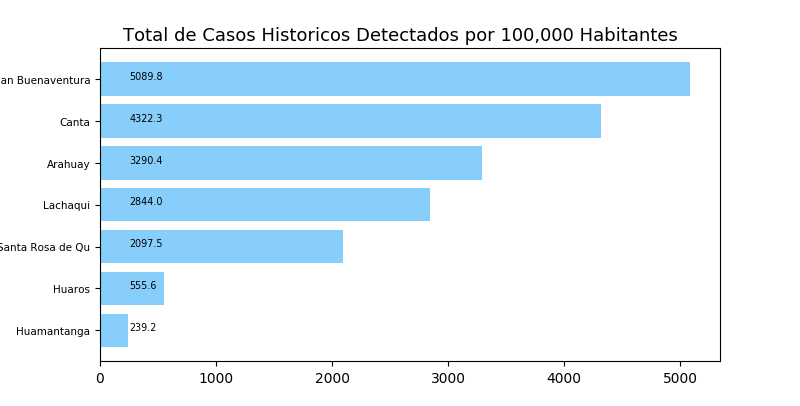 Total de Casos Historicos Detectados por 100,000 Habitantes
an Buenaventura 5089.8
Canta 4322.3
Arahuay 3290.4
Lachaqui 2844.0
Santa Rosa de Qu 2097.5
Huaros 555.6
Huamantanga 239.2
0 1000 2000 3000 4000 5000